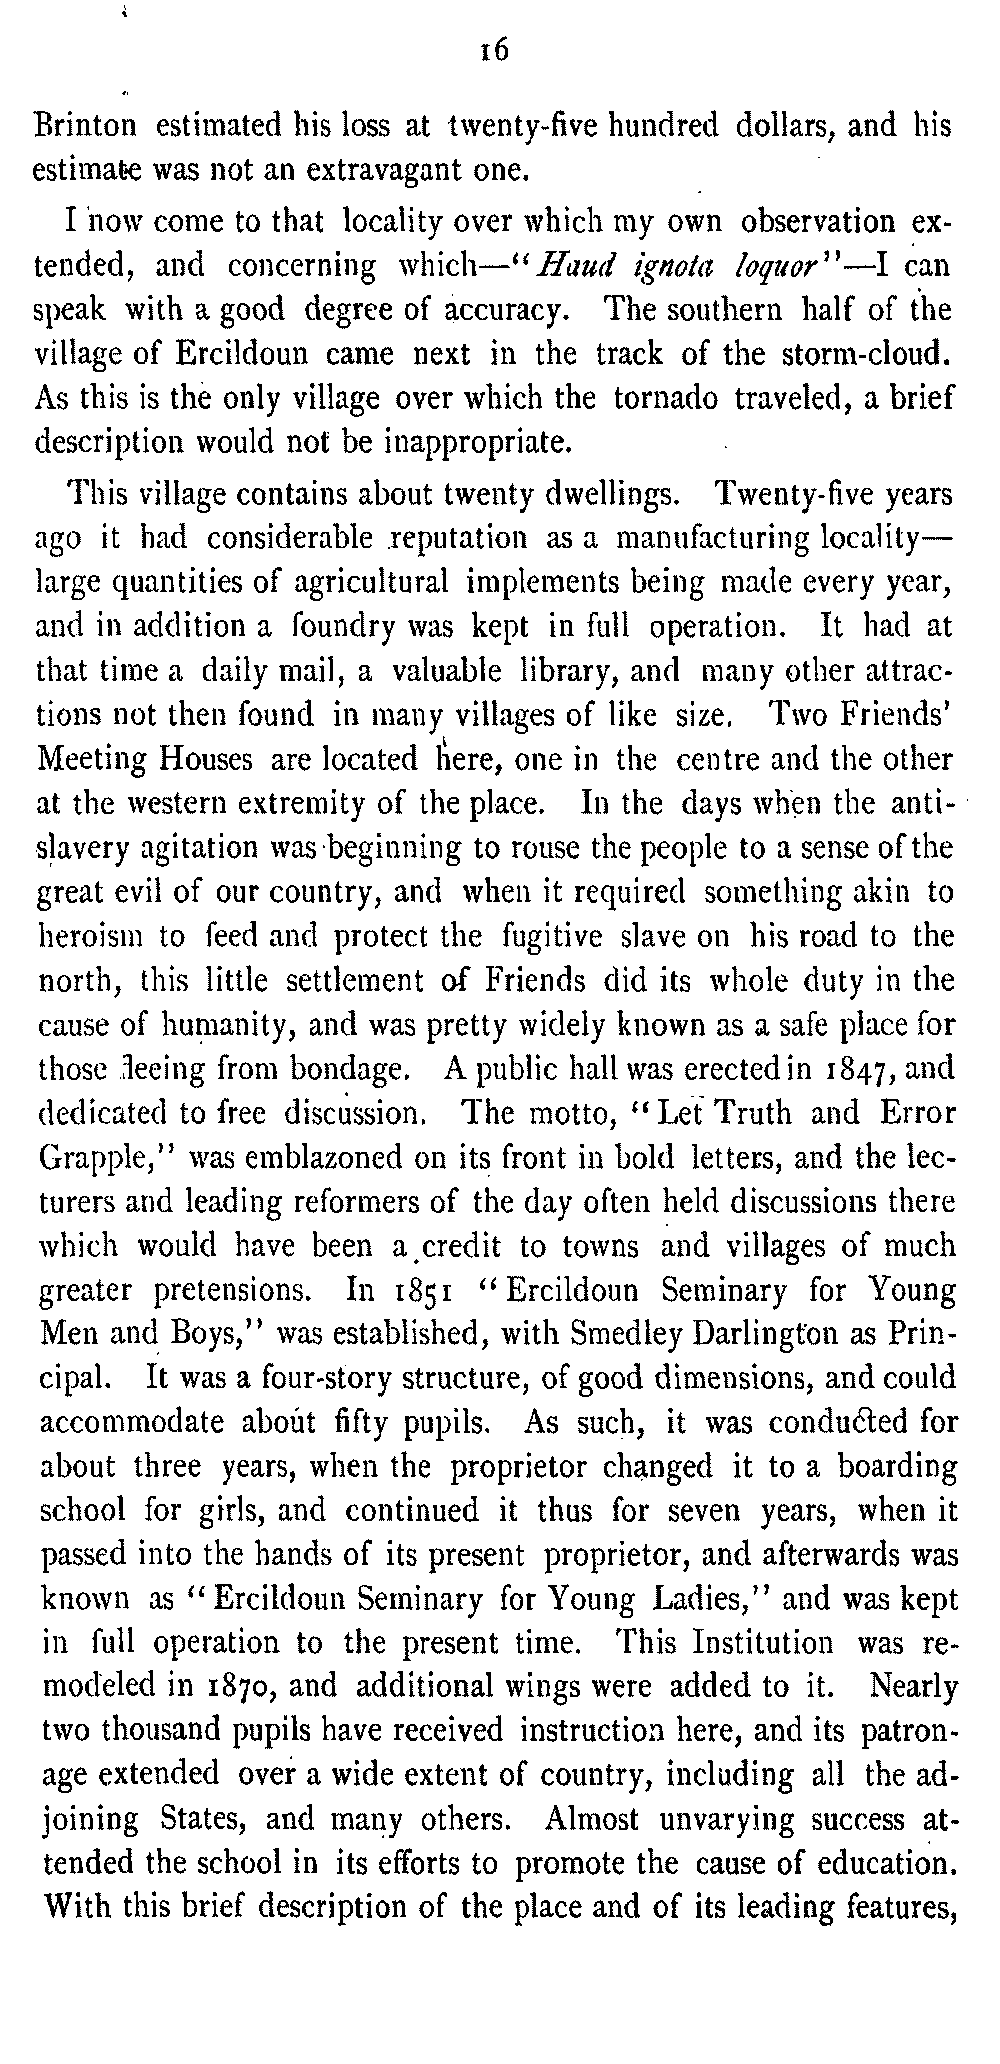 16
Brinton estimated his loss at twenty-five hundred dollars, and his
estimate was not an extravagant one.
I now come to that locality over which my own observation ex-
tended, and concerning which—“Haud ignota loquor”—I can
speak with a good degree of accuracy. The southern half of the
village of Ercildoun came next in the track of the storm-cloud.
As this is the only village over which the tornado traveled, a brief
description would not be inappropriate.
This village contains about twenty dwellings. Twenty-five years
ago it had considerable reputation as a manufacturing locality—
large quantities of agricultural implements being made every year,
and in addition a foundry was kept in full operation. It had at
that time a daily mail, a valuable library, and many other attrac-
tions not then found in many villages of like size. Two Friends’
Meeting Houses are located here, one in the centre and the other
at the western extremity of the place. In the days when the anti-
slavery agitation was beginning to rouse the people to a sense of the
great evil of our country, and when it required something akin to
heroism to feed and protect the fugitive slave on his road to the
north, this little settlement of Friends did its whole duty in the
cause of humanity, and was pretty widely known as a safe place for
those fleeing from bondage. A public hall was erected in 1847, and
dedicated to free discussion. The motto, “Let Truth and Error
Grapple,” was emblazoned on its front in bold letters, and the lec-
turers and leading reformers of the day often held discussions there
which would have been a credit to towns and villages of much
greater pretensions. In 1851 “Ercildoun Seminary for Young
Men and Boys,” was established, with Smedley Darlington as Prin-
cipal. It was a four-story structure, of good dimensions, and could
accommodate about fifty pupils. As such, it was conducted for
about three years, when the proprietor changed it to a boarding
school for girls, and continued it thus for seven years, when it
passed into the hands of its present proprietor, and afterwards was
known as “Ercildoun Seminary for Young Ladies,” and was kept
in full operation to the present time. This Institution was re-
modeled in 1870, and additional wings were added to it. Nearly
two thousand pupils have received instruction here, and its patron-
age extended over a wide extent of country, including all the ad-
joining States, and many others. Almost unvarying success at-
tended the school in its efforts to promote the cause of education.
With this brief description of the place and of its leading features,